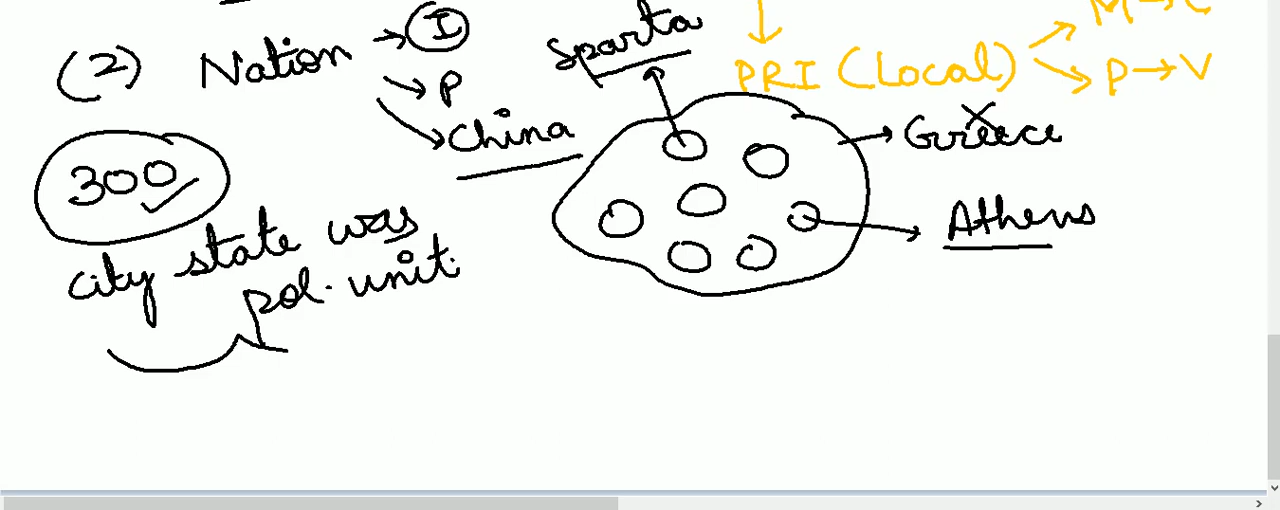 (2) Nation → I
→ P
→ China
300
city state was
pol. unit.
Sparta
Greece
Athens
PRI (Local)
P → V